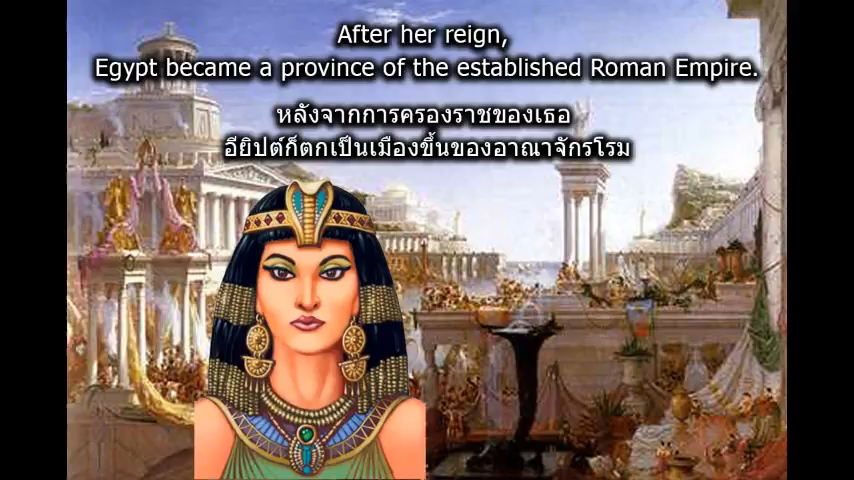 After her reign,
Egypt became a province of the established Roman Empire.
หลังจากการครองราชของเธอ
อียิปต์ก็ตกเป็นเมืองขึ้นของอาณาจักรโรม